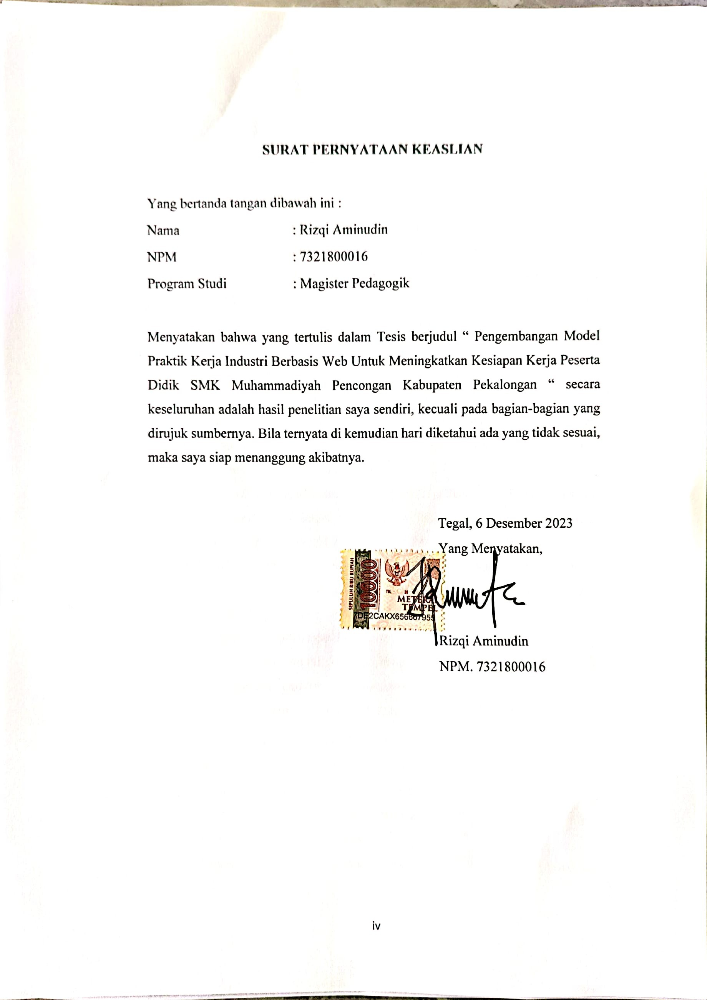 SURAT PERNYATAAN KEASLIAN
Yang bertanda tangan dibawah ini :
Nama : Rizqi Aminudin
NPM : 7321800016
Program Studi : Magister Pedagogik
Menyatakan bahwa yang tertulis dalam Tesis berjudul “ Pengembangan Model
Praktik Kerja Industri Berbasis Web Untuk Meningkatkan Kesiapan Kerja Peserta
Didik SMK Muhammadiyah Pencongan Kabupaten Pekalongan “ secara
keseluruhan adalah hasil penelitian saya sendiri, kecuali pada bagian-bagian yang
dirujuk sumbernya. Bila ternyata di kemudian hari diketahui ada yang tidak sesuai,
maka saya siap menanggung akibatnya.
Tegal, 6 Desember 2023
Yang Menyatakan,
SEPULUH RIBU RUPIAH
10000
TGL. 20
METERAI
TEMPEL
7DE2CAKX656667955
Rizqi Aminudin
NPM. 7321800016
iv